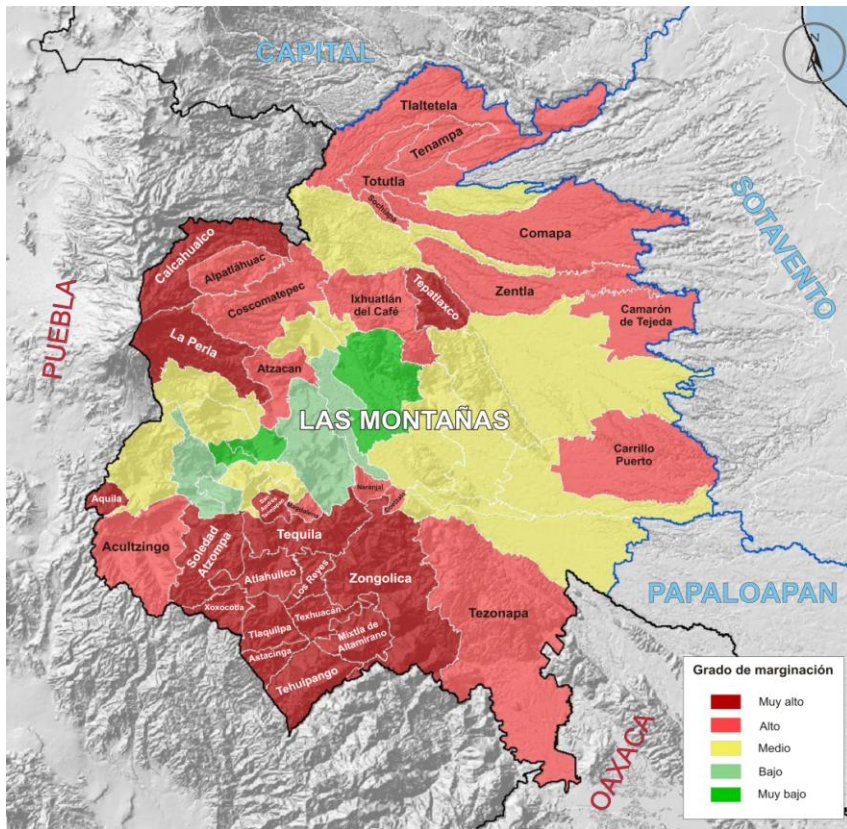 CAPITAL
N
Tlaltetela
Tenampa
Totutla
Sochiapa
SOTAVENTO
Comapa
Calcahualco
Alpatláhuac
Coscomatepec
Ixhuatlán
del Café
Tepatlaxco
Zentla
Camarón
de Tejeda
PUEBLA
La Perla
Atzacan
LAS MONTAÑAS
Carrillo
Puerto
Aquila
Naranjal
Magdalena
Acultzingo
Soledad
Atzompa
Tequila
Atlahuilco
Los Reyes
Zongolica
PAPALOAPAN
Xoxocotla
Texhuacán
Tlaquilpa
Mixtla de
Altamirano
Astacinga
Tehuipango
Tezonapa
OAXACA
Grado de marginación
Muy alto
Alto
Medio
Bajo
Muy bajo